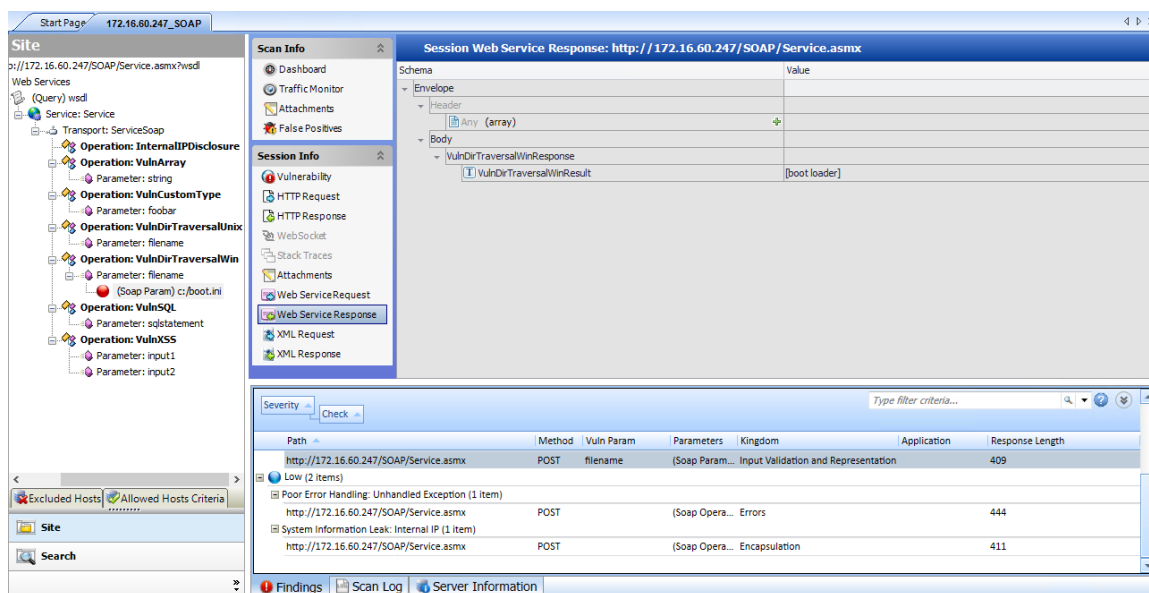 Start Page
172.16.60.247_SOAP
Site
p://172.16.60.247/SOAP/Service.asmx?wsdl
Web Services
(Query) wsdl
Service: Service
Transport: ServiceSoap
Operation: InternalIPDisclosure
Operation: VulnArray
Parameter: string
Operation: VulnCustomType
Parameter: foobar
Operation: VulnDirTraversalUnix
Parameter: filename
Operation: VulnDirTraversalWin
Parameter: filename
(Soap Param) c:/boot.ini
Operation: VulnSQL
Parameter: sqlstatement
Operation: VulnXSS
Parameter: input1
Parameter: input2
Excluded Hosts
Allowed Hosts Criteria
Site
Search
Scan Info
Dashboard
Traffic Monitor
Attachments
False Positives
Session Info
Vulnerability
HTTP Request
HTTP Response
WebSocket
Stack Traces
Attachments
Web Service Request
Web Service Response
XML Request
XML Response
Session Web Service Response: http://172.16.60.247/SOAP/Service.asmx
Schema Value
Envelope
Header
Any (array)
Body
VulnDirTraversalWinResponse
VulnDirTraversalWinResult [boot loader]
Severity
Check
Type filter criteria...
Path Method Vuln Param Parameters Kingdom Application Response Length
http://172.16.60.247/SOAP/Service.asmx POST filename (Soap Param... Input Validation and Representation 409
Low (2 items)
Poor Error Handling: Unhandled Exception (1 item)
http://172.16.60.247/SOAP/Service.asmx POST (Soap Opera... Errors 444
System Information Leak: Internal IP (1 item)
http://172.16.60.247/SOAP/Service.asmx POST (Soap Opera... Encapsulation 411
Findings
Scan Log
Server Information